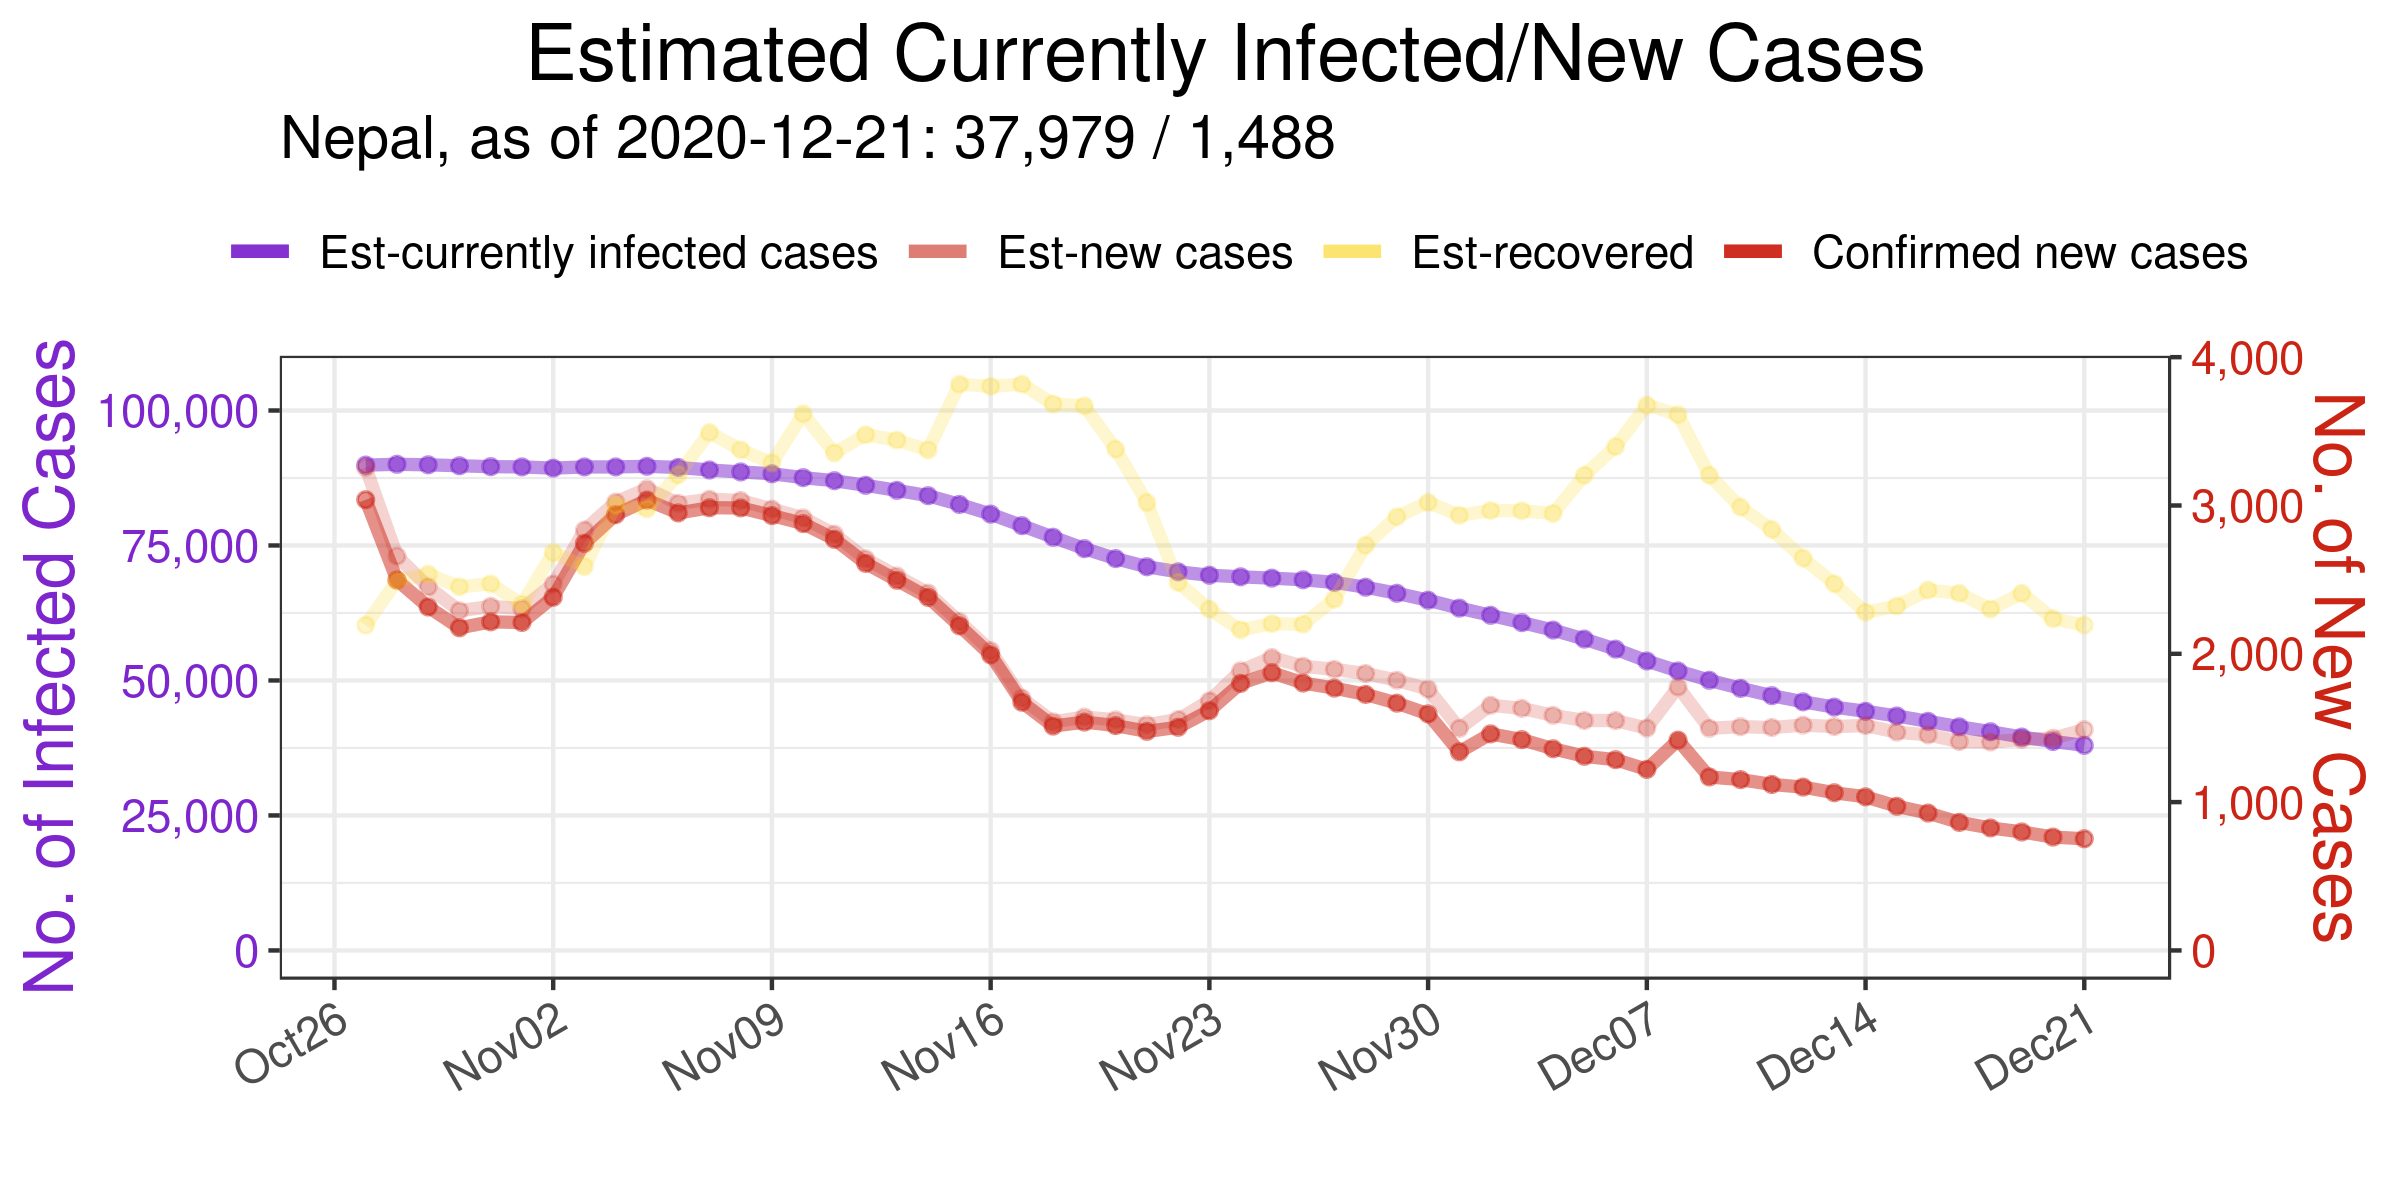 Estimated Currently Infected/New Cases
Nepal, as of 2020-12-21: 37,979 / 1,488
Est-currently infected cases Est-new cases Est-recovered Confirmed new cases
No. of Infected Cases
100,000
75,000
50,000
25,000
0
4,000
3,000
2,000
1,000
0
No. of New Cases
Oct26 Nov02 Nov09 Nov16 Nov23 Nov30 Dec07 Dec14 Dec21